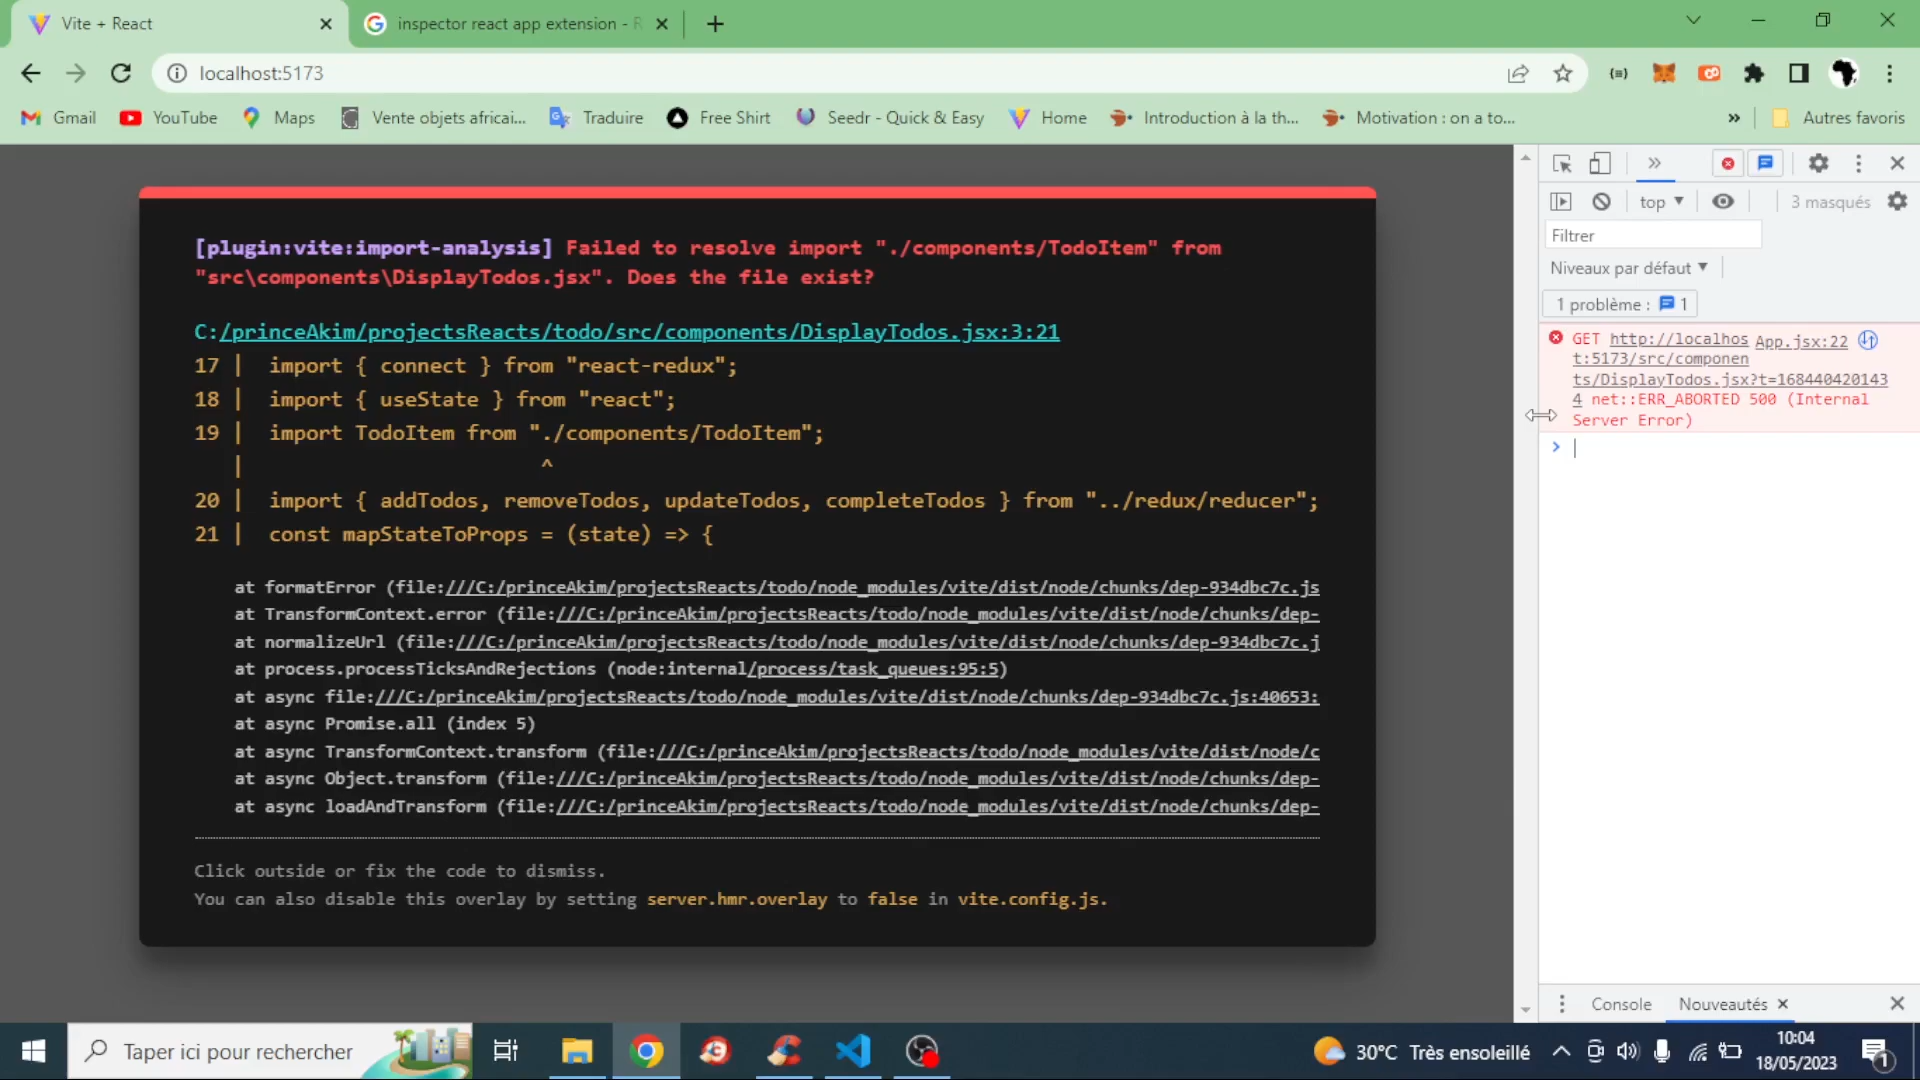 Vite + React
inspector react app extension - R
localhost:5173
Gmail
YouTube
Maps
Vente objets africai...
Traduire
Free Shirt
Seedr - Quick & Easy
Home
Introduction à la th...
Motivation : on a to...
»
Autres favoris
[plugin:vite:import-analysis] Failed to resolve import "./components/TodoItem" from
"src\components\DisplayTodos.jsx". Does the file exist?
C:/princeAkim/projectsReacts/todo/src/components/DisplayTodos.jsx:3:21
17 | import { connect } from "react-redux";
18 | import { useState } from "react";
19 | import TodoItem from "./components/TodoItem";
| ^
20 | import { addTodos, removeTodos, updateTodos, completeTodos } from "../redux/reducer";
21 | const mapStateToProps = (state) => {
at formatError (file:///C:/princeAkim/projectsReacts/todo/node_modules/vite/dist/node/chunks/dep-934dbc7c.js
at TransformContext.error (file:///C:/princeAkim/projectsReacts/todo/node_modules/vite/dist/node/chunks/dep-
at normalizeUrl (file:///C:/princeAkim/projectsReacts/todo/node_modules/vite/dist/node/chunks/dep-934dbc7c.j
at process.processTicksAndRejections (node:internal/process/task_queues:95:5)
at async file:///C:/princeAkim/projectsReacts/todo/node_modules/vite/dist/node/chunks/dep-934dbc7c.js:40653:
at async Promise.all (index 5)
at async TransformContext.transform (file:///C:/princeAkim/projectsReacts/todo/node_modules/vite/dist/node/c
at async Object.transform (file:///C:/princeAkim/projectsReacts/todo/node_modules/vite/dist/node/chunks/dep-
at async loadAndTransform (file:///C:/princeAkim/projectsReacts/todo/node_modules/vite/dist/node/chunks/dep-
Click outside or fix the code to dismiss.
You can also disable this overlay by setting server.hmr.overlay to false in vite.config.js.
top
3 masqués
Filtrer
Niveaux par défaut
1 problème : 1
GET http://localhos App.jsx:22
t:5173/src/componen
ts/DisplayTodos.jsx?t=168440420143
4 net::ERR_ABORTED 500 (Internal
Server Error)
Console
Nouveautés
Taper ici pour rechercher
30°C Très ensoleillé
10:04
18/05/2023
1